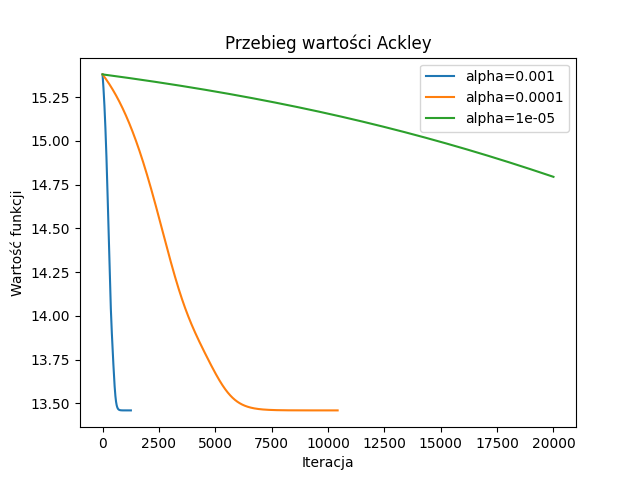 Przebieg wartości Ackley
alpha=0.001
alpha=0.0001
alpha=1e-05
Wartość funkcji
15.25
15.00
14.75
14.50
14.25
14.00
13.75
13.50
0 2500 5000 7500 10000 12500 15000 17500 20000
Iteracja